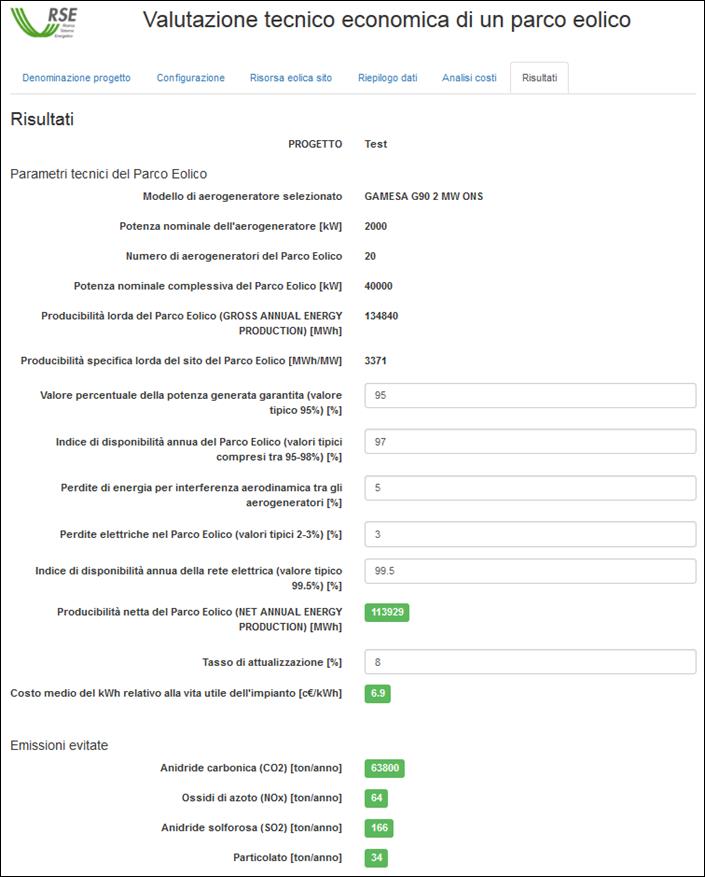 RSE
Ricerca
Sistema
Energetico
Valutazione tecnico economica di un parco eolico
Denominazione progetto
Configurazione
Risorsa eolica sito
Riepilogo dati
Analisi costi
Risultati
Risultati
PROGETTO Test
Parametri tecnici del Parco Eolico
Modello di aerogeneratore selezionato GAMESA G90 2 MW ONS
Potenza nominale dell'aerogeneratore [kW] 2000
Numero di aerogeneratori del Parco Eolico 20
Potenza nominale complessiva del Parco Eolico [kW] 40000
Producibilità lorda del Parco Eolico (GROSS ANNUAL ENERGY 134840
PRODUCTION) [MWh]
Producibilità specifica lorda del sito del Parco Eolico [MWh/MW] 3371
Valore percentuale della potenza generata garantita (valore 95
tipico 95%) [%]
Indice di disponibilità annua del Parco Eolico (valori tipici 97
compresi tra 95-98%) [%]
Perdite di energia per interferenza aerodinamica tra gli 5
aerogeneratori [%]
Perdite elettriche nel Parco Eolico (valori tipici 2-3%) [%] 3
Indice di disponibilità annua della rete elettrica (valore tipico 99.5
99.5%) [%]
Producibilità netta del Parco Eolico (NET ANNUAL ENERGY 113929
PRODUCTION) [MWh]
Tasso di attualizzazione [%] 8
Costo medio del kWh relativo alla vita utile dell'impianto [c€/kWh] 6.9
Emissioni evitate
Anidride carbonica (CO2) [ton/anno] 63800
Ossidi di azoto (NOx) [ton/anno] 64
Anidride solforosa (SO2) [ton/anno] 166
Particolato [ton/anno] 34